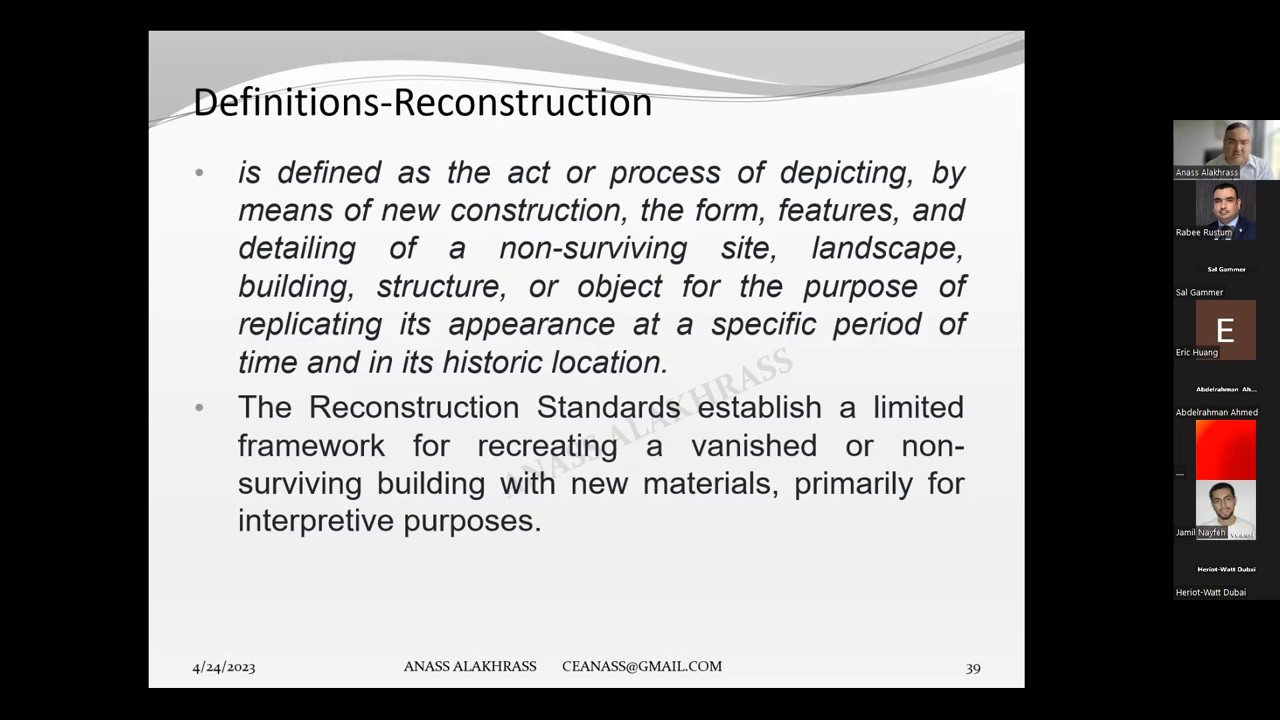 Definitions-Reconstruction
• is defined as the act or process of depicting, by
means of new construction, the form, features, and
detailing of a non-surviving site, landscape,
building, structure, or object for the purpose of
replicating its appearance at a specific period of
time and in its historic location.
• The Reconstruction Standards establish a limited
framework for recreating a vanished or non-
surviving building with new materials, primarily for
interpretive purposes.
ANASS ALAKHRASS
4/24/2023 ANASS ALAKHRASS CEANASS@GMAIL.COM 39
Anass Alakhrass
Rabee Rustum
Sal Gammer
Sal Gammer
E
Eric Huang
Abdelrahman Ah...
Abdelrahman Ahmed
....
Jamil Nayfeh
Heriot-Watt Dubai
Heriot-Watt Dubai